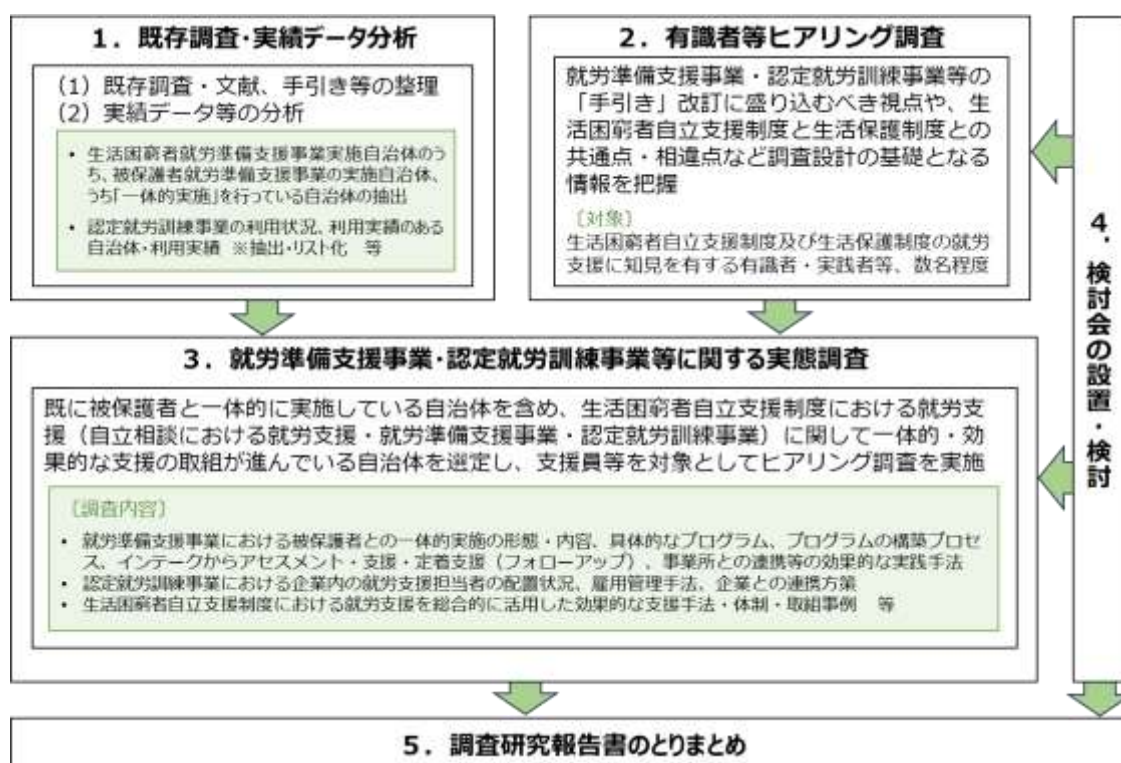 1．既存調査・実績データ分析
（1）既存調査・文献、手引き等の整理
（2）実績データ等の分析
• 生活困窮者就労準備支援事業実施自治体のう
ち、被保護者就労準備支援事業の実施自治体、
うち「一体的実施」を行っている自治体の抽出
• 認定就労訓練事業の利用状況、利用実績のある
自治体・利用実績 ※抽出・リスト化 等
2．有識者等ヒアリング調査
就労準備支援事業・認定就労訓練事業等の
「手引き」改訂に盛り込むべき視点や、生
活困窮者自立支援制度と生活保護制度との
共通点・相違点など調査設計の基礎となる
情報を把握
〔対象〕
生活困窮者自立支援制度及び生活保護制度の就労
支援に知見を有する有識者・実践者等、数名程度
3．就労準備支援事業・認定就労訓練事業等に関する実態調査
既に被保護者と一体的に実施している自治体を含め、生活困窮者自立支援制度における就労支
援（自立相談における就労支援・就労準備支援事業・認定就労訓練事業）に関して一体的・効
果的な支援の取組が進んでいる自治体を選定し、支援員等を対象としてヒアリング調査を実施
〔調査内容〕
• 就労準備支援事業における被保護者との一体的実施の形態・内容、具体的なプログラム、プログラムの構築プロセ
ス、インテークからアセスメント・支援・定着支援（フォローアップ）、事業所との連携等の効果的な実践手法
• 認定就労訓練事業における企業内の就労支援担当者の配置状況、雇用管理手法、企業との連携方策
• 生活困窮者自立支援制度における就労支援を総合的に活用した効果的な支援手法・体制・取組事例 等
4．検討会の設置・検討
5．調査研究報告書のとりまとめ